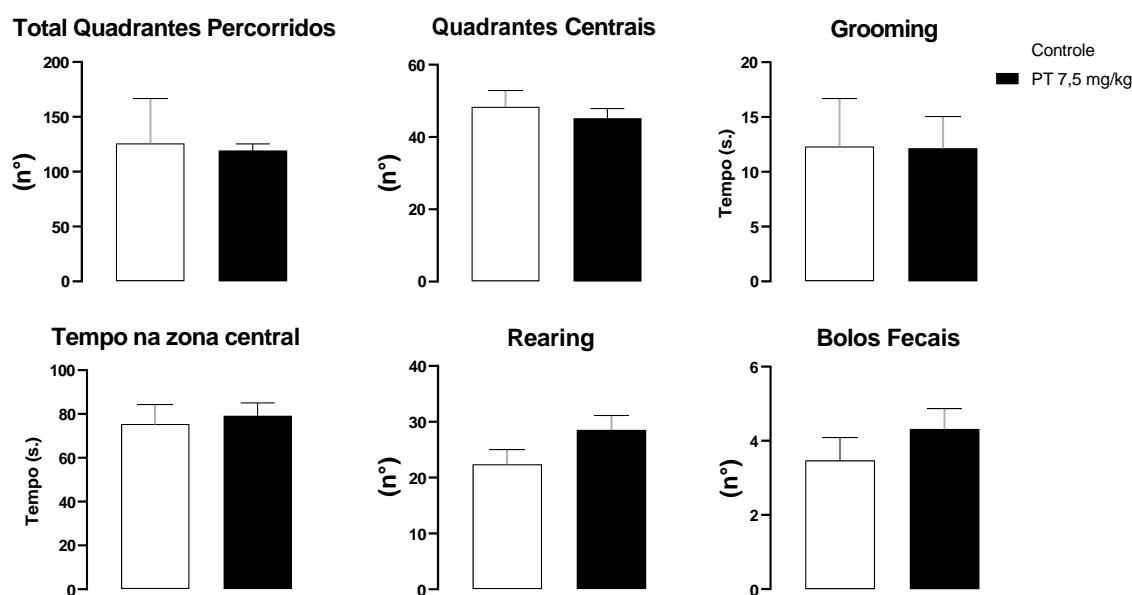 Total Quadrantes Percorridos
200
150
100
50
0
(n°)
Quadrantes Centrais
60
40
20
0
(n°)
Grooming
20
15
10
5
0
Tempo (s.)
Controle
PT 7,5 mg/kg
Tempo na zona central
100
80
60
40
20
0
Tempo (s.)
Rearing
40
30
20
10
0
(n°)
Bolos Fecais
6
4
2
0
(n°)